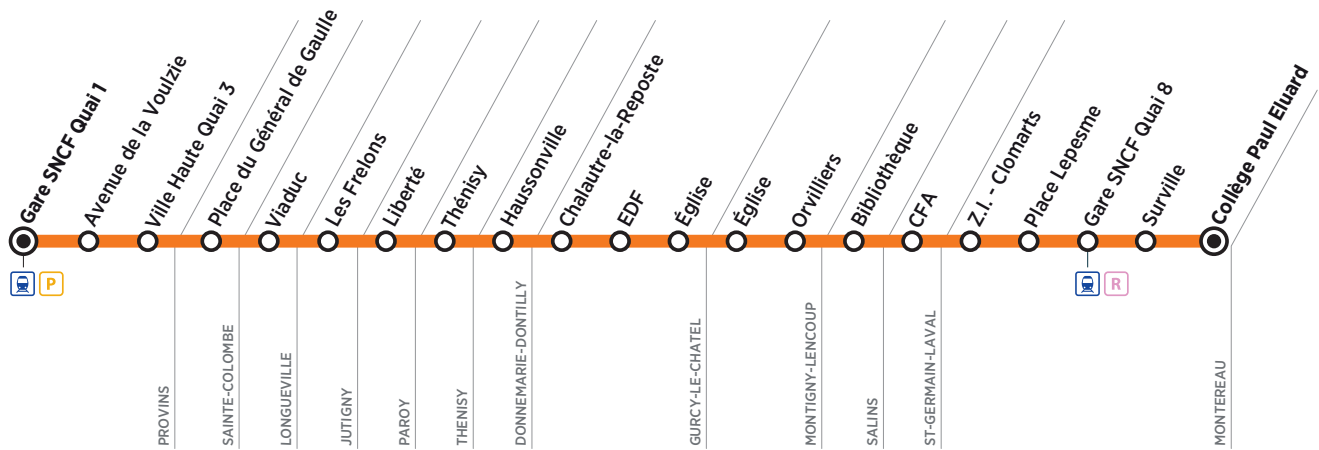 Gare SNCF Quai 1
Avenue de la Voulzie
Ville Haute Quai 3
Place du Général de Gaulle
Viaduc
Les Frelons
Liberté
Thénisy
Haussonville
Chalautre-la-Reposte
EDF
Église
Église
Orvilliers
Bibliothèque
CFA
Z.I. - Clomarts
Place Lepesme
Gare SNCF Quai 8
Surville
Collège Paul Eluard
P
R
PROVINS
SAINTE-COLOMBE
LONGUEVILLE
JUTIGNY
PAROY
THENISY
DONNEMARIE-DONTILLY
GURCY-LE-CHATEL
MONTIGNY-LENCOUP
SALINS
ST-GERMAIN-LAVAL
MONTEREAU